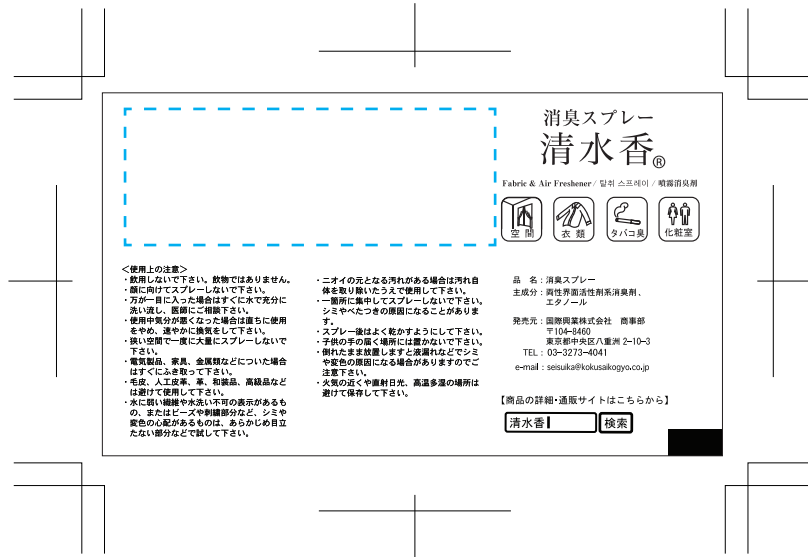 消臭スプレー
清水香®
Fabric & Air Freshener / 탈취 스프레이 / 噴霧消臭剤
空間
衣類
タバコ臭
化粧室
＜使用上の注意＞
・飲用しないで下さい。飲物ではありません。
・顔に向けてスプレーしないで下さい。
・万が一目に入った場合はすぐに水で充分に
洗い流し、医師にご相談下さい。
・使用中気分が悪くなった場合は直ちに使用
をやめ、速やかに換気をして下さい。
・狭い空間で一度に大量にスプレーしないで
下さい。
・電気製品、家具、金属類などについた場合
はすぐにふき取って下さい。
・毛皮、人工皮革、革、和装品、高級品など
は避けて使用して下さい。
・水に弱い繊維や水洗い不可の表示があるも
の、またはビーズや刺繍部分など、シミや
変色の心配があるものは、あらかじめ目立
たない部分などで試して下さい。
・ニオイの元となる汚れがある場合は汚れ自
体を取り除いたうえで使用して下さい。
・一箇所に集中してスプレーしないで下さい。
シミやべたつきの原因になることがありま
す。
・スプレー後はよく乾かすようにして下さい。
・子供の手の届く場所には置かないで下さい。
・倒れたまま放置しますと液漏れなどでシミ
や変色の原因になる場合がありますのでご
注意下さい。
・火気の近くや直射日光、高温多湿の場所は
避けて保存して下さい。
品　名：消臭スプレー
主成分：両性界面活性剤系消臭剤、
エタノール
発売元：国際興業株式会社　商事部
〒104-8460
東京都中央区八重洲 2-10-3
TEL：03-3273-4041
e-mail：seisuika@kokusaikogyo.co.jp
【商品の詳細・通販サイトはこちらから】
清水香 検索